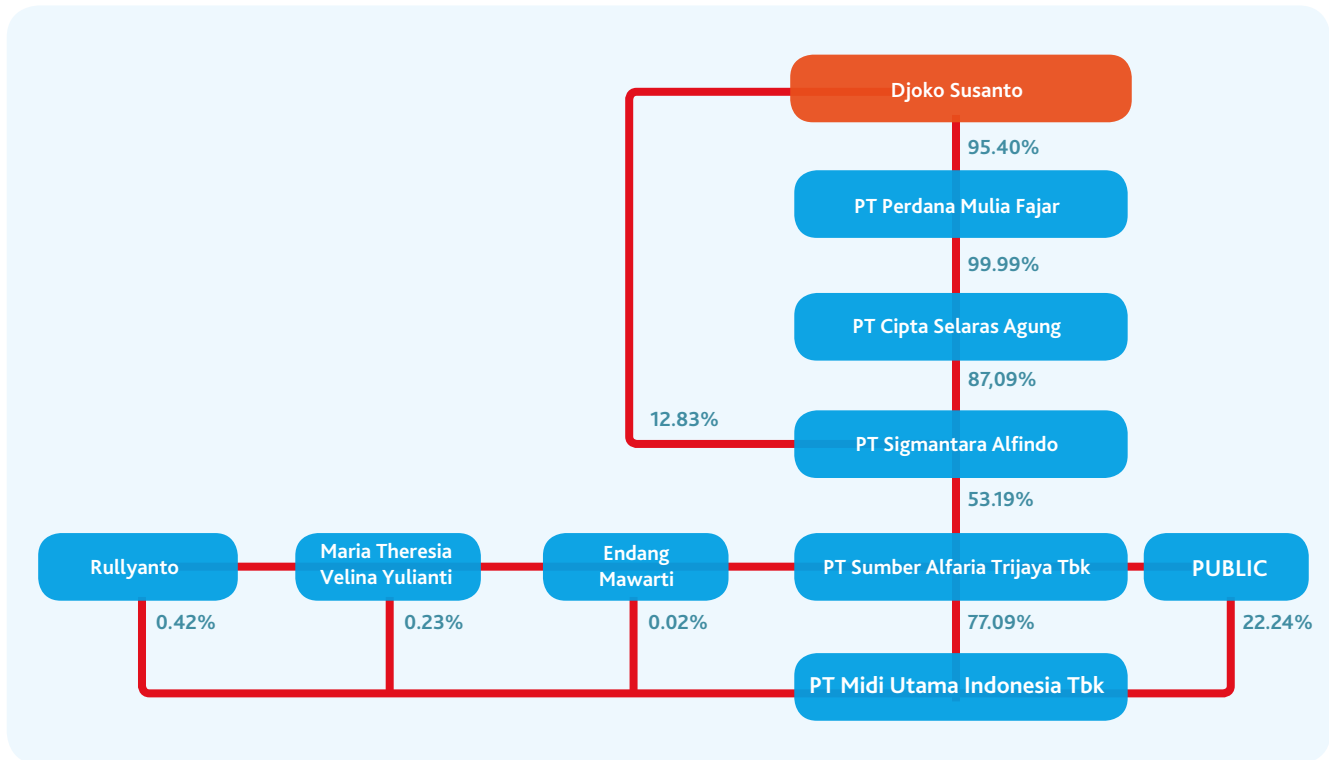 Djoko Susanto
95.40%
PT Perdana Mulia Fajar
99.99%
PT Cipta Selaras Agung
87,09%
12.83%
PT Sigmantara Alfindo
53.19%
Rullyanto
Maria Theresia
Velina Yulianti
Endang
Mawarti
PT Sumber Alfaria Trijaya Tbk
PUBLIC
0.42%
0.23%
0.02%
77.09%
22.24%
PT Midi Utama Indonesia Tbk